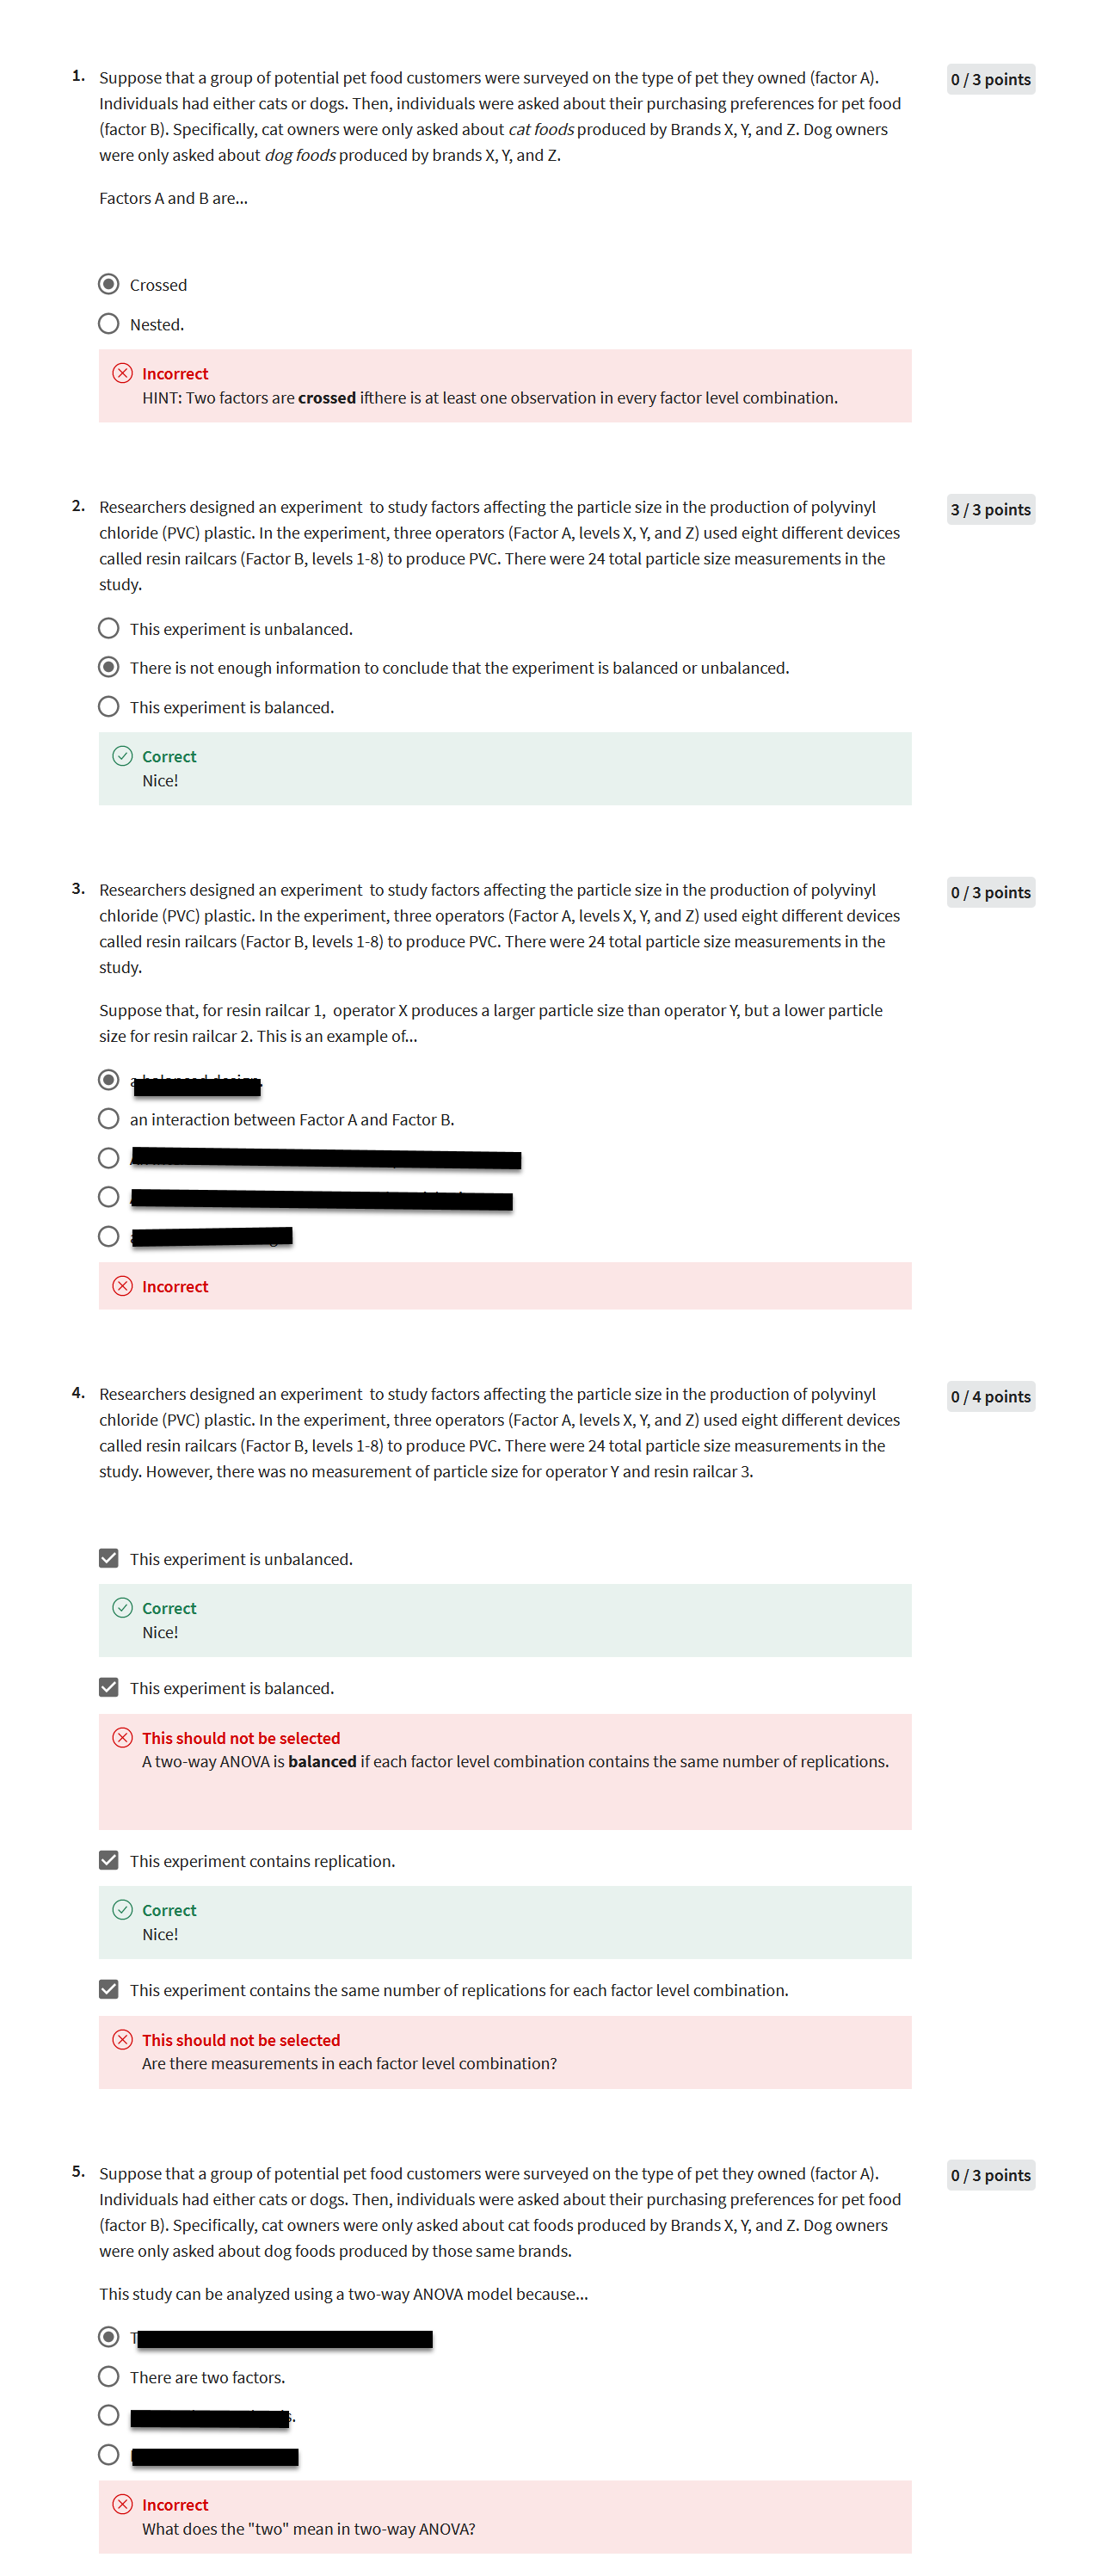 1. Suppose that a group of potential pet food customers were surveyed on the type of pet they owned (factor A).
0 / 3 points
Individuals had either cats or dogs. Then, individuals were asked about their purchasing preferences for pet food
(factor B). Specifically, cat owners were only asked about cat foods produced by Brands X, Y, and Z. Dog owners
were only asked about dog foods produced by brands X, Y, and Z.
Factors A and B are...
Crossed
Nested.
Incorrect
HINT: Two factors are crossed ifthere is at least one observation in every factor level combination.
2. Researchers designed an experiment to study factors affecting the particle size in the production of polyvinyl
3 / 3 points
chloride (PVC) plastic. In the experiment, three operators (Factor A, levels X, Y, and Z) used eight different devices
called resin railcars (Factor B, levels 1-8) to produce PVC. There were 24 total particle size measurements in the
study.
This experiment is unbalanced.
There is not enough information to conclude that the experiment is balanced or unbalanced.
This experiment is balanced.
Correct
Nice!
3. Researchers designed an experiment to study factors affecting the particle size in the production of polyvinyl
0 / 3 points
chloride (PVC) plastic. In the experiment, three operators (Factor A, levels X, Y, and Z) used eight different devices
called resin railcars (Factor B, levels 1-8) to produce PVC. There were 24 total particle size measurements in the
study.
Suppose that, for resin railcar 1, operator X produces a larger particle size than operator Y, but a lower particle
size for resin railcar 2. This is an example of...
an interaction between Factor A and Factor B.
Incorrect
4. Researchers designed an experiment to study factors affecting the particle size in the production of polyvinyl
0 / 4 points
chloride (PVC) plastic. In the experiment, three operators (Factor A, levels X, Y, and Z) used eight different devices
called resin railcars (Factor B, levels 1-8) to produce PVC. There were 24 total particle size measurements in the
study. However, there was no measurement of particle size for operator Y and resin railcar 3.
This experiment is unbalanced.
Correct
Nice!
This experiment is balanced.
This should not be selected
A two-way ANOVA is balanced if each factor level combination contains the same number of replications.
This experiment contains replication.
Correct
Nice!
This experiment contains the same number of replications for each factor level combination.
This should not be selected
Are there measurements in each factor level combination?
5. Suppose that a group of potential pet food customers were surveyed on the type of pet they owned (factor A).
0 / 3 points
Individuals had either cats or dogs. Then, individuals were asked about their purchasing preferences for pet food
(factor B). Specifically, cat owners were only asked about cat foods produced by Brands X, Y, and Z. Dog owners
were only asked about dog foods produced by those same brands.
This study can be analyzed using a two-way ANOVA model because...
There are two factors.
Incorrect
What does the "two" mean in two-way ANOVA?